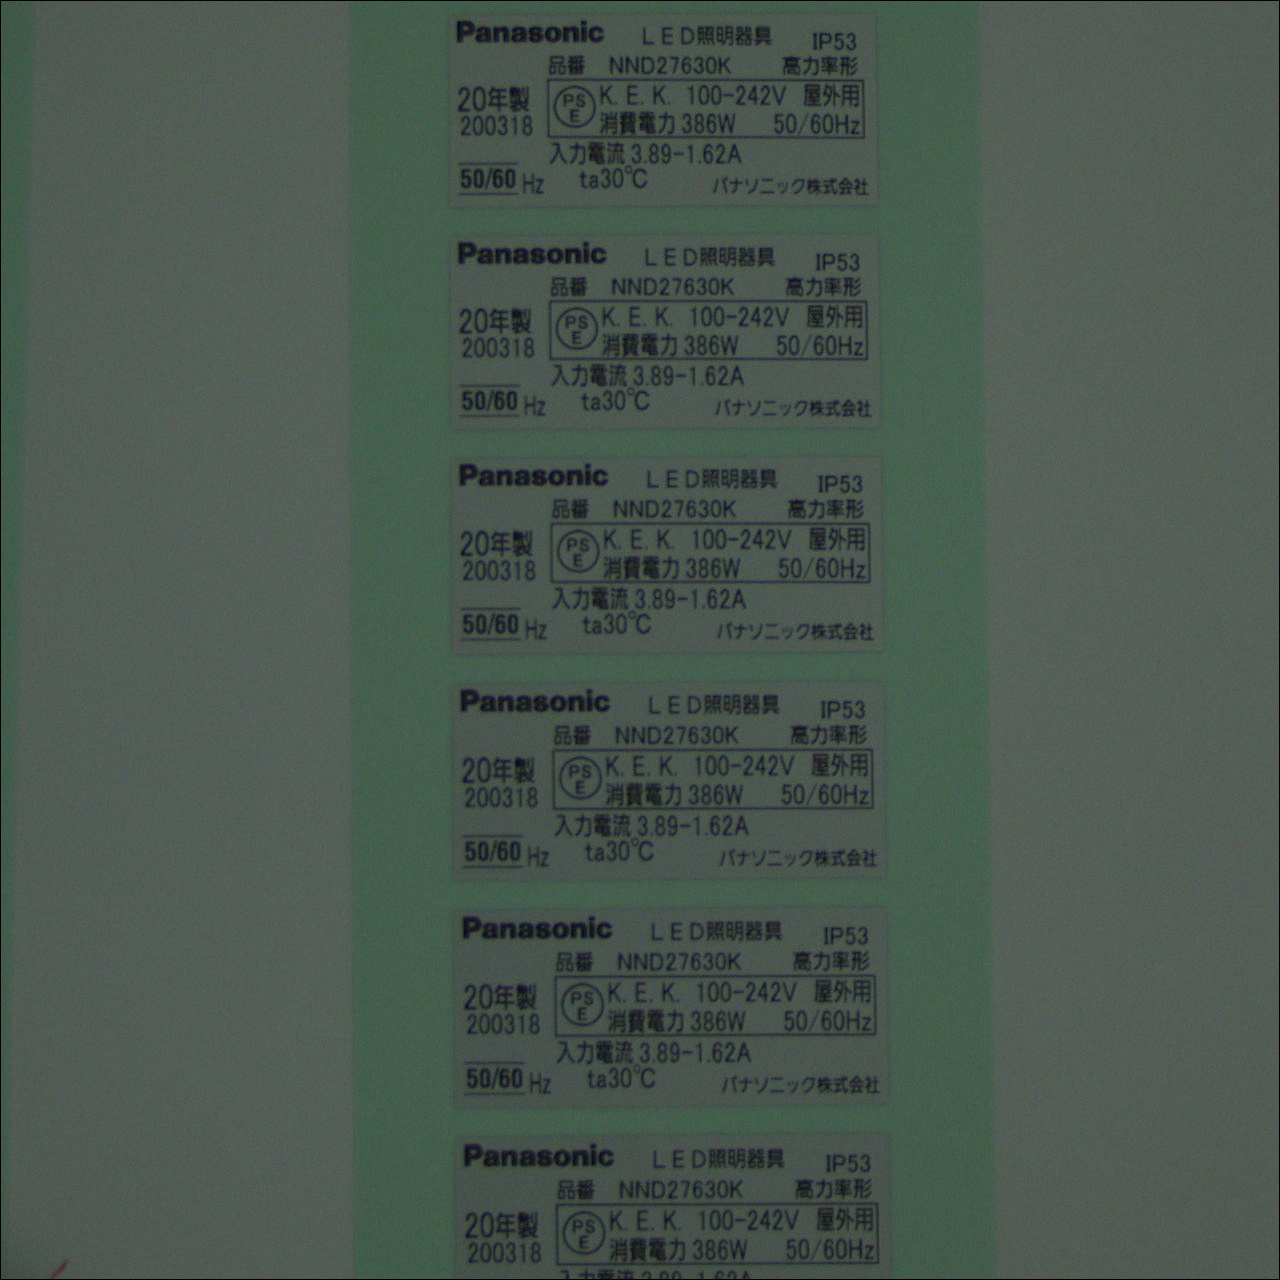 Panasonic LED照明器具 IP53
品番 NND27630K 高力率形
20年製 PS E K. E. K. 100-242V 屋外用
200318 消費電力 386W 50/60Hz
入力電流 3.89-1.62A
50/60 Hz ta30℃ パナソニック株式会社
Panasonic LED照明器具 IP53
品番 NND27630K 高力率形
20年製 PS E K. E. K. 100-242V 屋外用
200318 消費電力 386W 50/60Hz
入力電流 3.89-1.62A
50/60 Hz ta30℃ パナソニック株式会社
Panasonic LED照明器具 IP53
品番 NND27630K 高力率形
20年製 PS E K. E. K. 100-242V 屋外用
200318 消費電力 386W 50/60Hz
入力電流 3.89-1.62A
50/60 Hz ta30℃ パナソニック株式会社
Panasonic LED照明器具 IP53
品番 NND27630K 高力率形
20年製 PS E K. E. K. 100-242V 屋外用
200318 消費電力 386W 50/60Hz
入力電流 3.89-1.62A
50/60 Hz ta30℃ パナソニック株式会社
Panasonic LED照明器具 IP53
品番 NND27630K 高力率形
20年製 PS E K. E. K. 100-242V 屋外用
200318 消費電力 386W 50/60Hz
入力電流 3.89-1.62A
50/60 Hz ta30℃ パナソニック株式会社
Panasonic LED照明器具 IP53
品番 NND27630K 高力率形
20年製 PS E K. E. K. 100-242V 屋外用
200318 消費電力 386W 50/60Hz
入力電流 3.89-1.62A